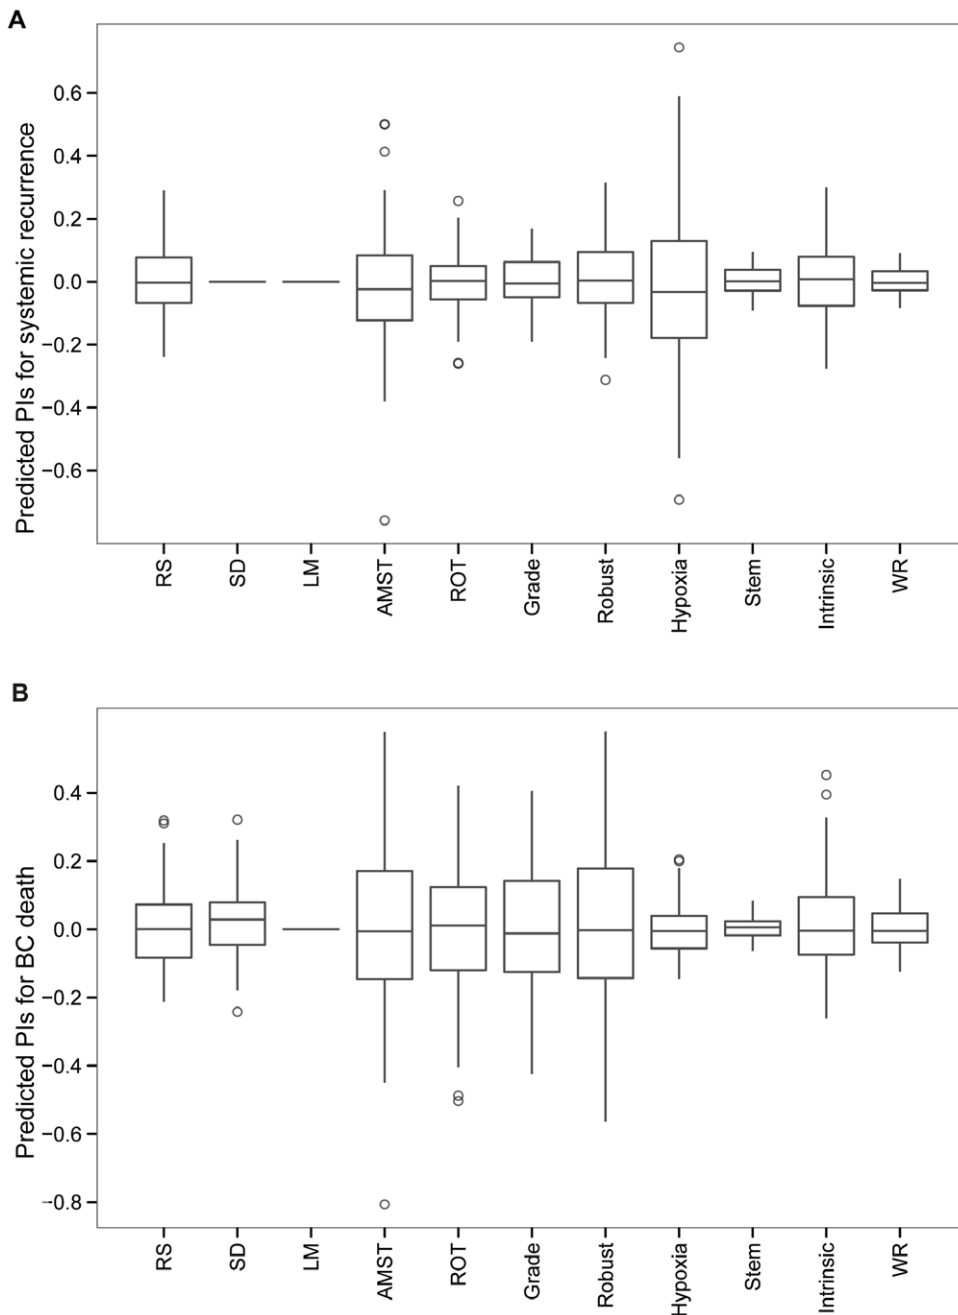 A
Predicted PIs for systemic recurrence
0.6
0.4
0.2
0.0
−0.2
−0.4
−0.6
RS
SD
LM
AMST
ROT
Grade
Robust
Hypoxia
Stem
Intrinsic
WR
B
Predicted PIs for BC death
0.4
0.2
0.0
−0.2
−0.4
−0.6
−0.8
RS
SD
LM
AMST
ROT
Grade
Robust
Hypoxia
Stem
Intrinsic
WR